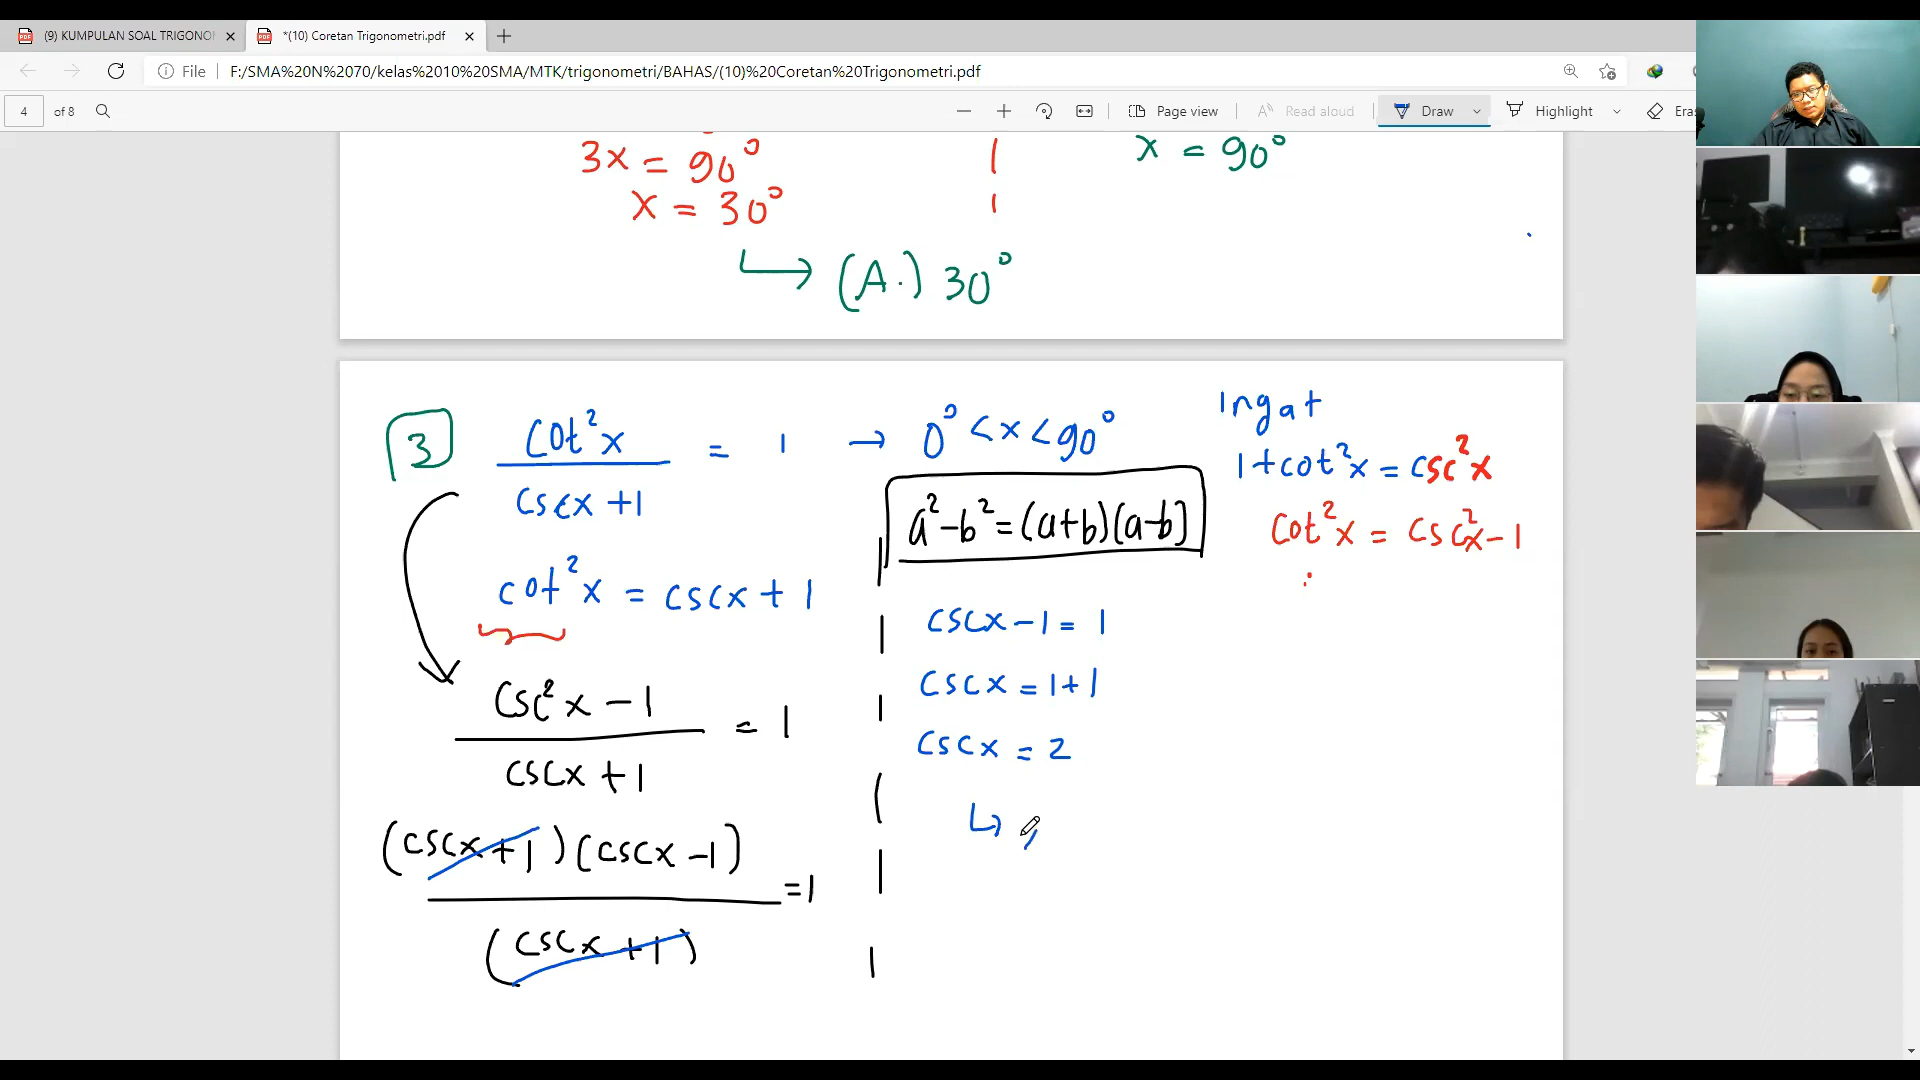 (9) KUMPULAN SOAL TRIGONO
*(10) Coretan Trigonometri.pdf
File
F:/SMA%20N%2070/kelas%2010%20SMA/MTK/trigonometri/BAHAS/(10)%20Coretan%20Trigonometri.pdf
4 of 8
Page view
Read aloud
Draw
Highlight
Eras
3x = 90°
x = 30°
x = 90°
(A.) 30°
3
cot²x / cscx + 1 = 1 → 0° < x < 90°
cot²x = cscx + 1
csc²x - 1 / cscx + 1 = 1
(cscx + 1)(cscx - 1) / (cscx + 1) = 1
a² - b² = (a+b)(a-b)
cscx - 1 = 1
cscx = 1 + 1
cscx = 2
Ingat
1 + cot²x = csc²x
cot²x = csc²x - 1